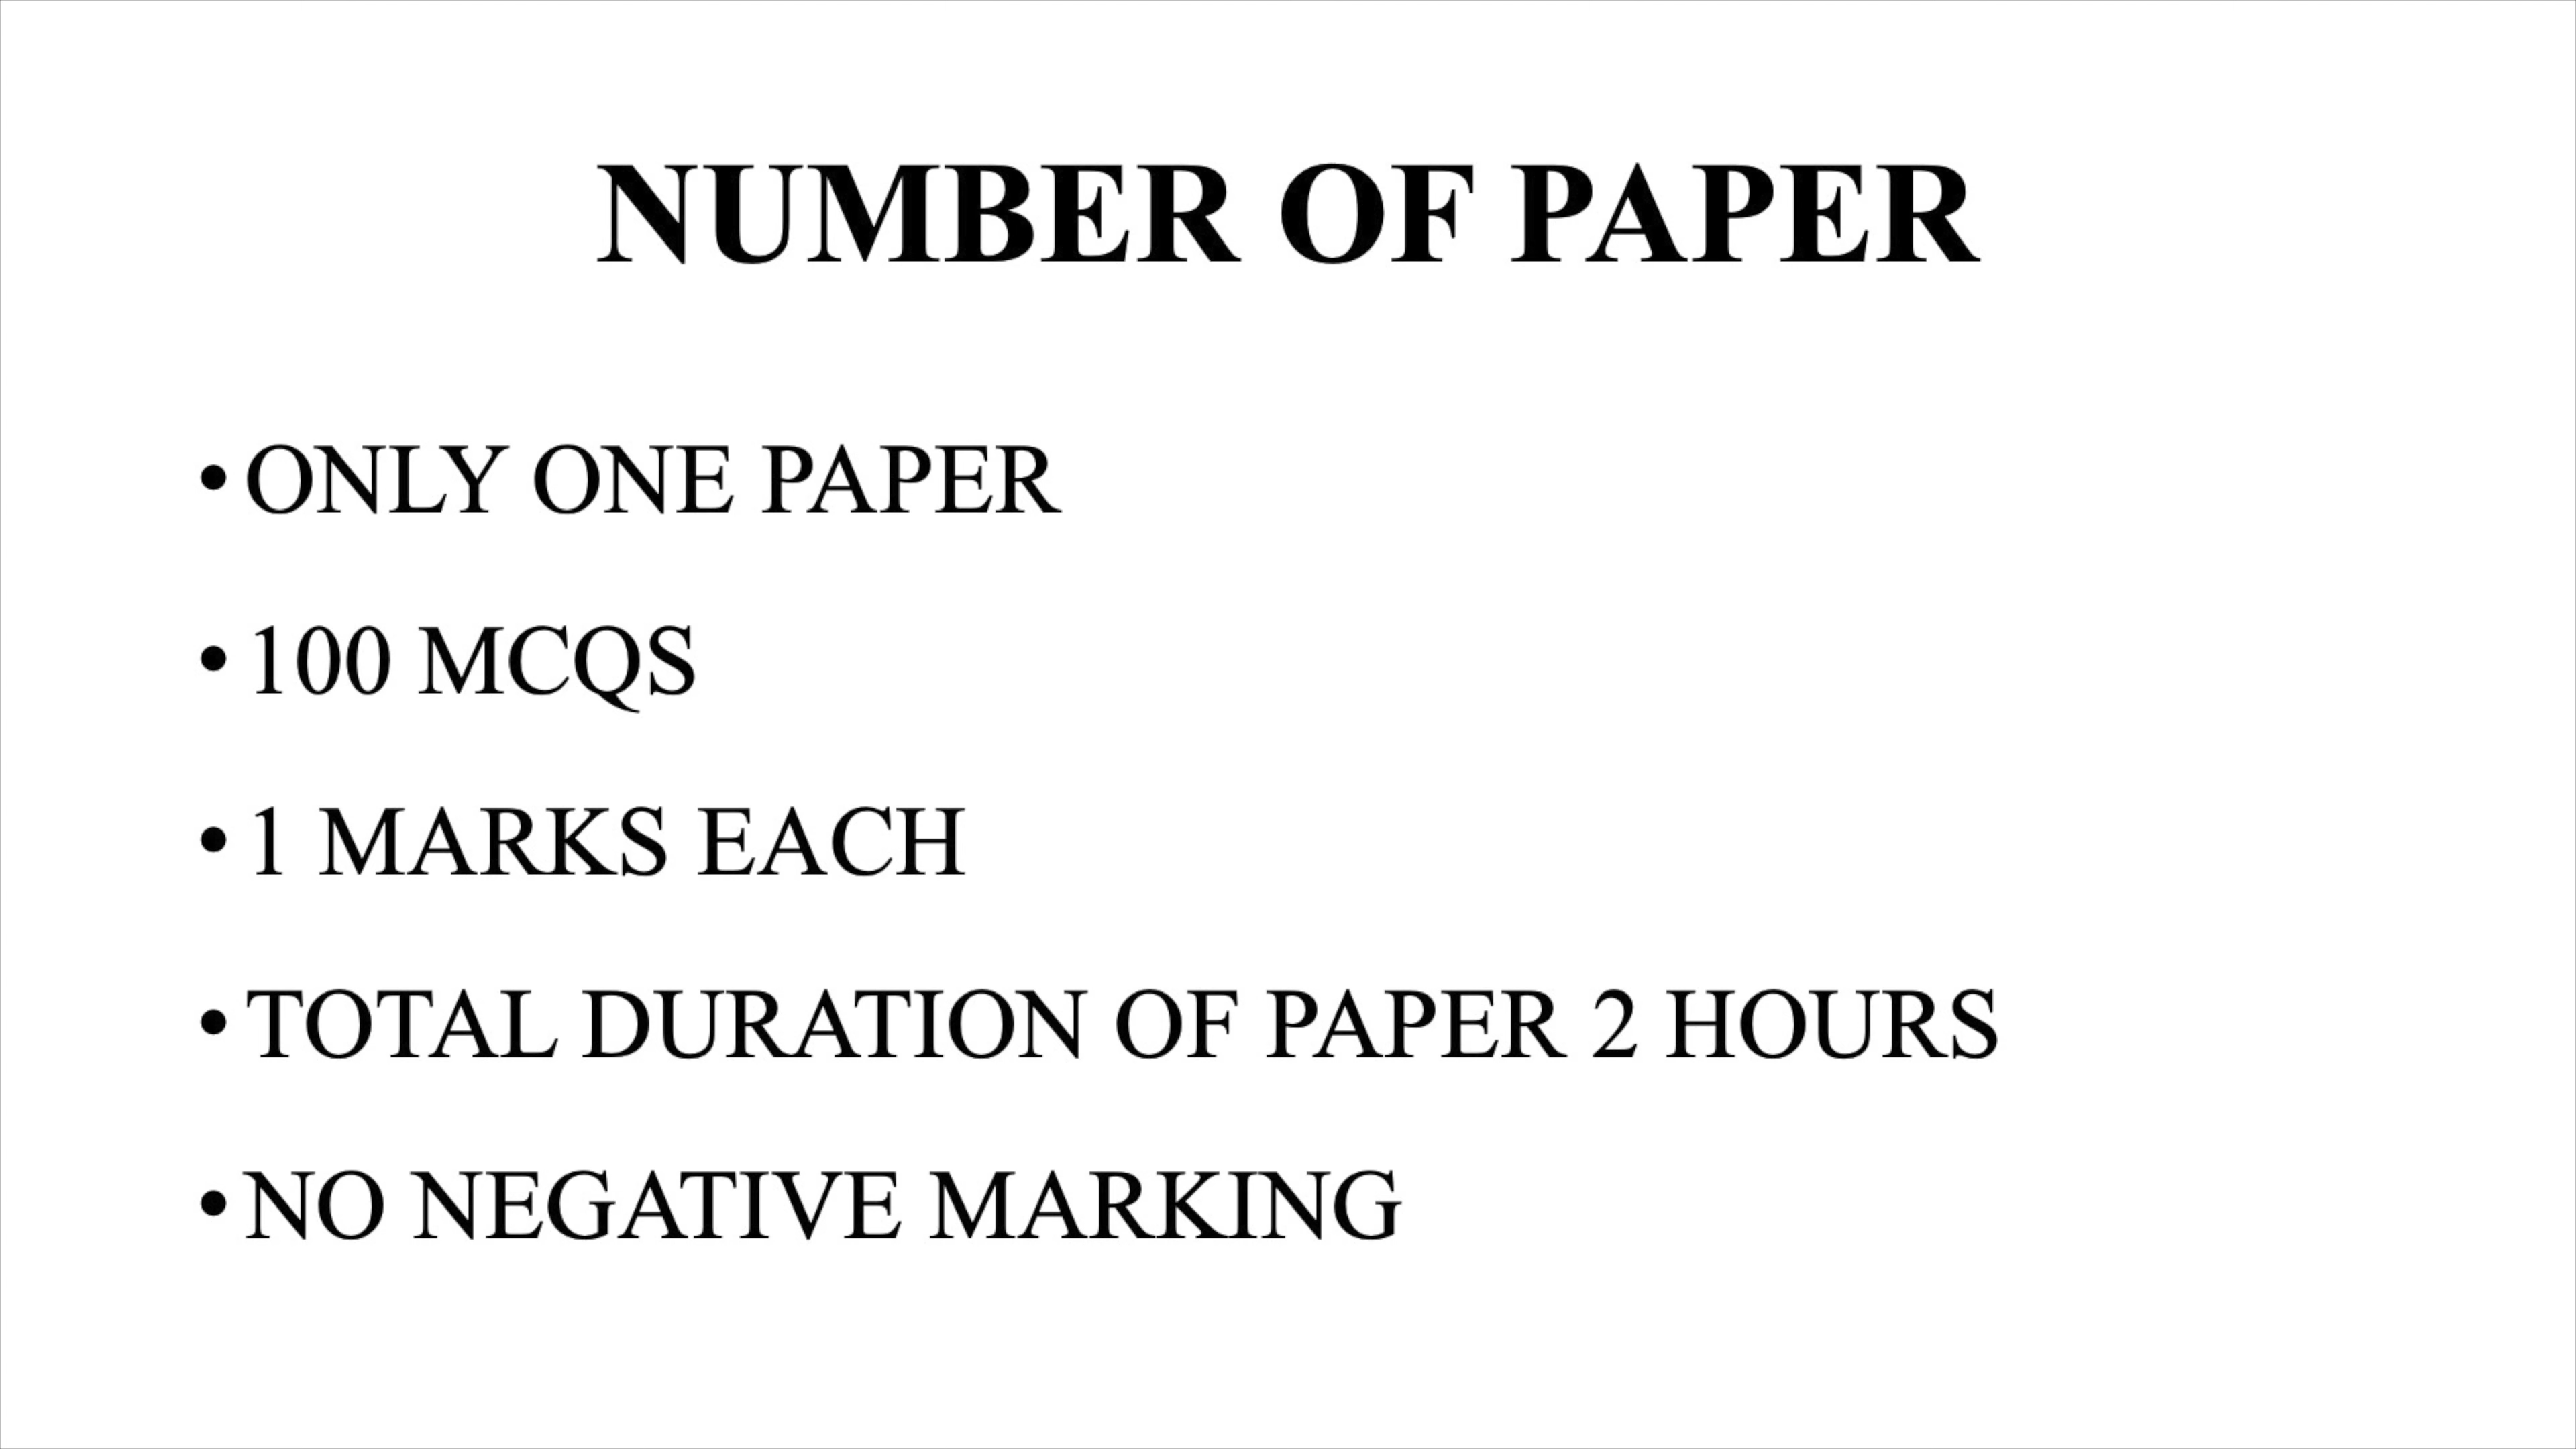 NUMBER OF PAPER
• ONLY ONE PAPER
• 100 MCQS
• 1 MARKS EACH
• TOTAL DURATION OF PAPER 2 HOURS
• NO NEGATIVE MARKING